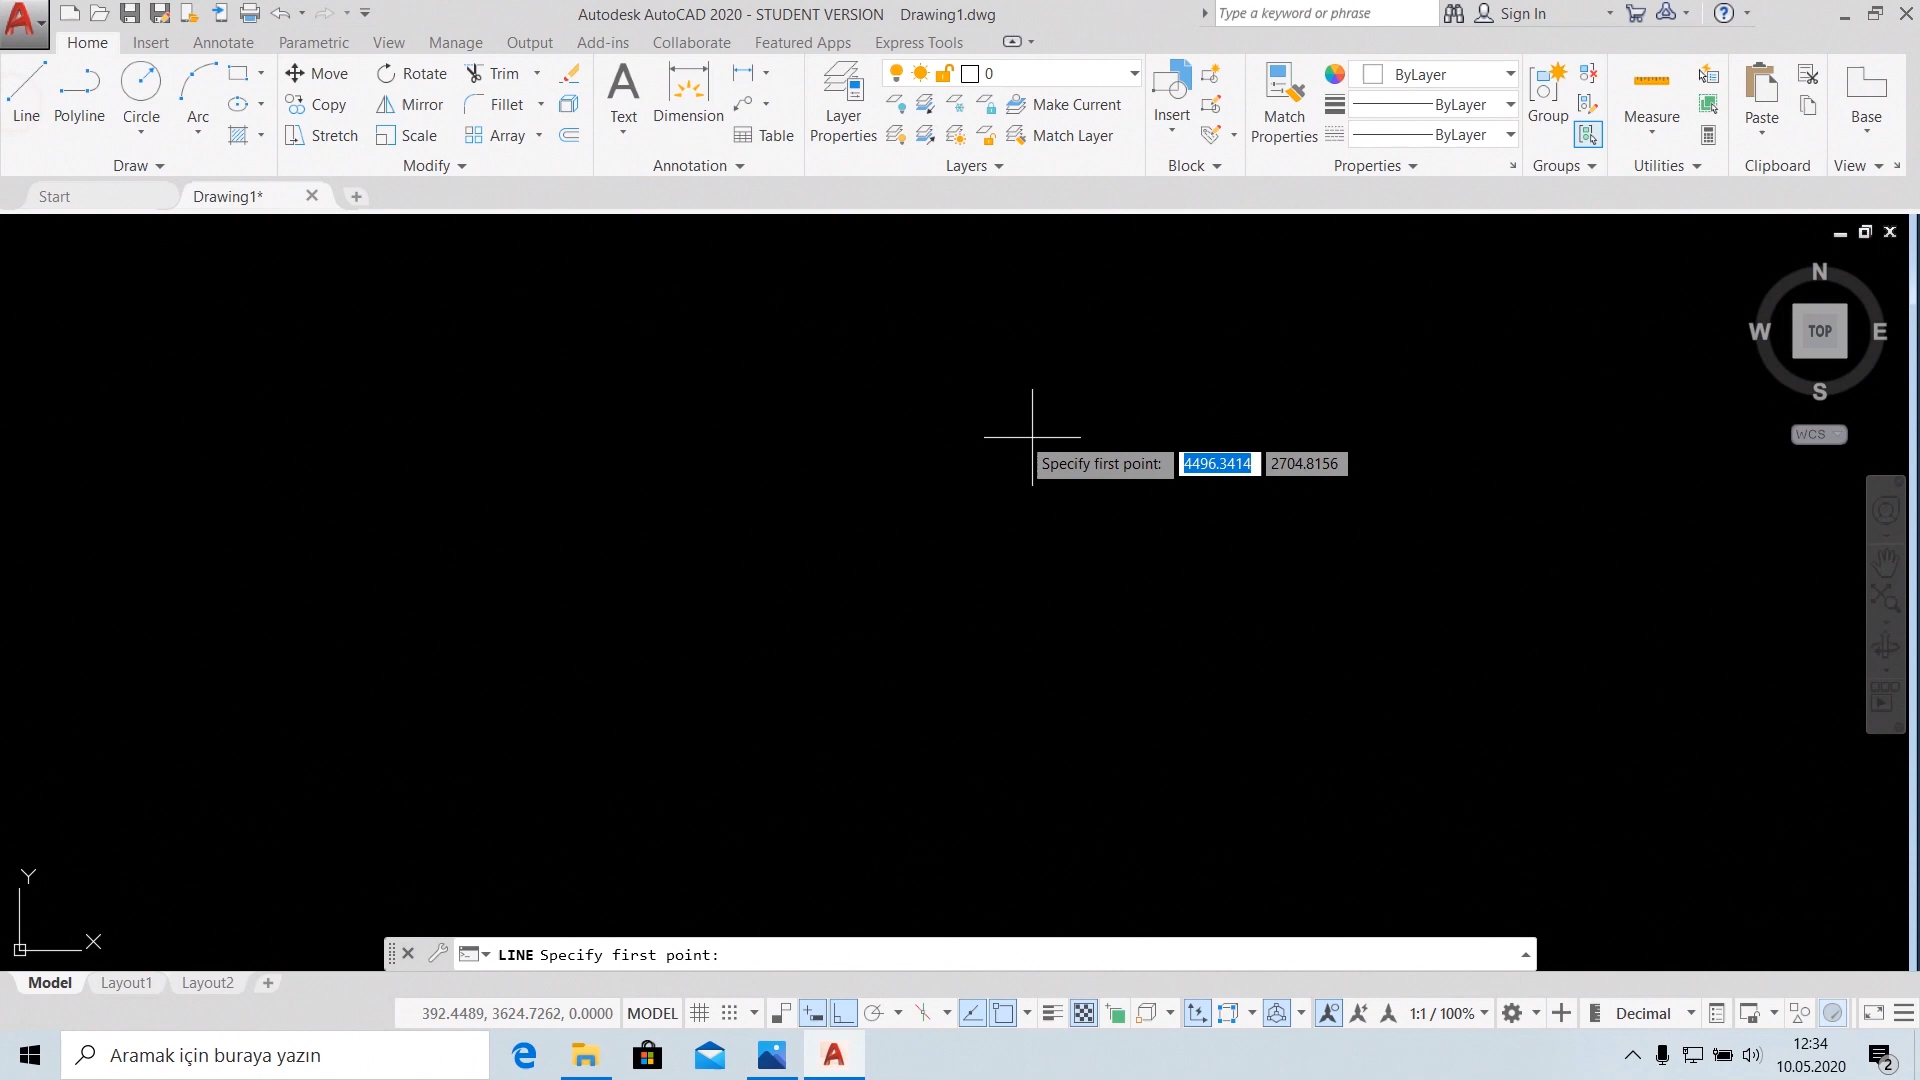 Autodesk AutoCAD 2020 - STUDENT VERSION Drawing1.dwg
Type a keyword or phrase
Sign In
Home Insert Annotate Parametric View Manage Output Add-ins Collaborate Featured Apps Express Tools
Line Polyline Circle Arc
Draw
Move Rotate Trim
Copy Mirror Fillet
Stretch Scale Array
Modify
Text Dimension Table
Annotation
Layer Properties
0
Make Current
Match Layer
Layers
Insert
Block
Match Properties
ByLayer
ByLayer
ByLayer
Properties
Group
Groups
Measure
Utilities
Paste
Clipboard
Base
View
Start Drawing1*
N
W TOP E
S
WCS
Specify first point: 4496.3414 2704.8156
Y
X
LINE Specify first point:
Model Layout1 Layout2
392.4489, 3624.7262, 0.0000 MODEL 1:1 / 100% Decimal
Aramak için buraya yazın
12:34
10.05.2020
2